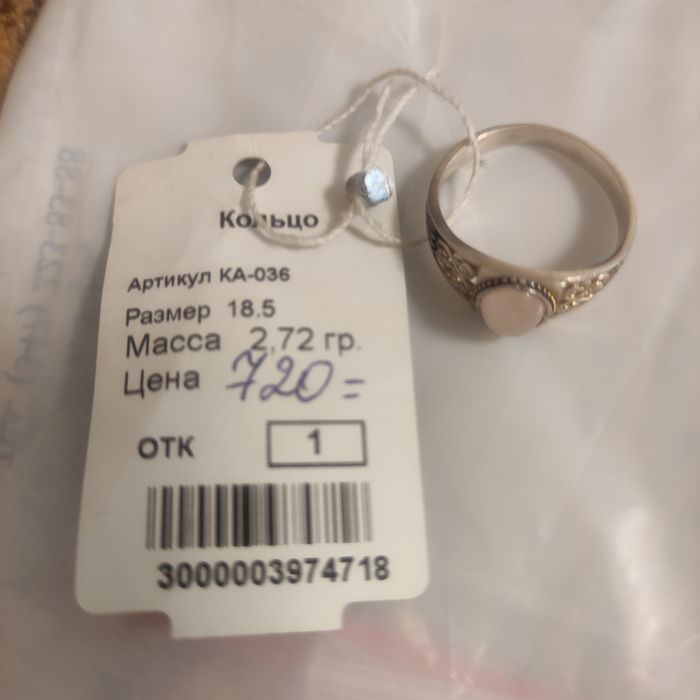 Кольцо
Артикул КА-036
Размер 18.5
Масса 2,72 гр.
Цена 720=
ОТК 1
3000003974718